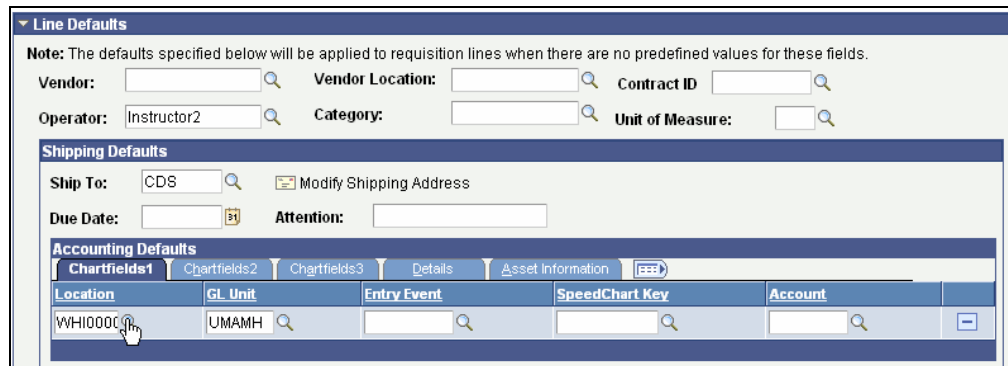 Line Defaults
Note: The defaults specified below will be applied to requisition lines when there are no predefined values for these fields.
Vendor: Vendor Location: Contract ID
Operator: Instructor2 Category: Unit of Measure:
Shipping Defaults
Ship To: CDS Modify Shipping Address
Due Date: 31 Attention:
Accounting Defaults
Chartfields1 Chartfields2 Chartfields3 Details Asset Information
Location GL Unit Entry Event SpeedChart Key Account
UMAMH